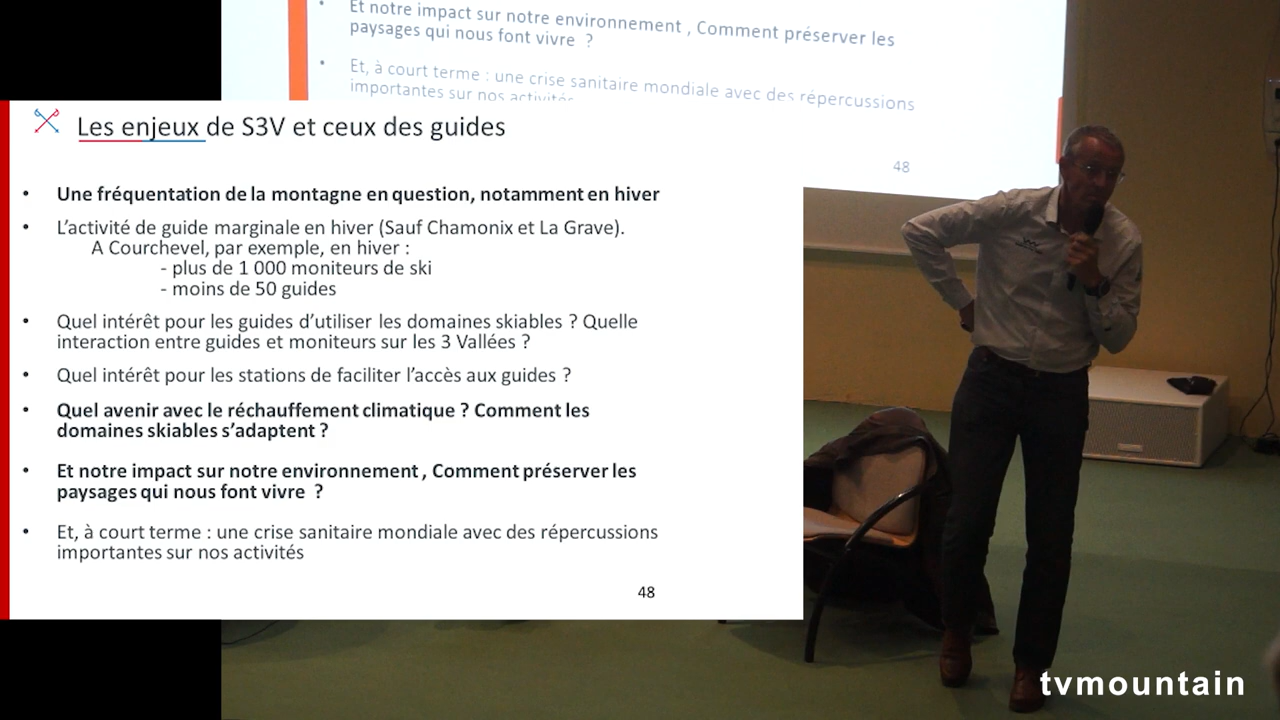 Et notre impact sur notre environnement , Comment préserver les
paysages qui nous font vivre ?
Et, à court terme : une crise sanitaire mondiale avec des répercussions
importantes sur nos activités
48
Les enjeux de S3V et ceux des guides
• Une fréquentation de la montagne en question, notamment en hiver
• L'activité de guide marginale en hiver (Sauf Chamonix et La Grave).
A Courchevel, par exemple, en hiver :
- plus de 1 000 moniteurs de ski
- moins de 50 guides
• Quel intérêt pour les guides d'utiliser les domaines skiables ? Quelle
interaction entre guides et moniteurs sur les 3 Vallées ?
• Quel intérêt pour les stations de faciliter l'accès aux guides ?
• Quel avenir avec le réchauffement climatique ? Comment les
domaines skiables s'adaptent ?
• Et notre impact sur notre environnement , Comment préserver les
paysages qui nous font vivre ?
• Et, à court terme : une crise sanitaire mondiale avec des répercussions
importantes sur nos activités
48
tvmountain